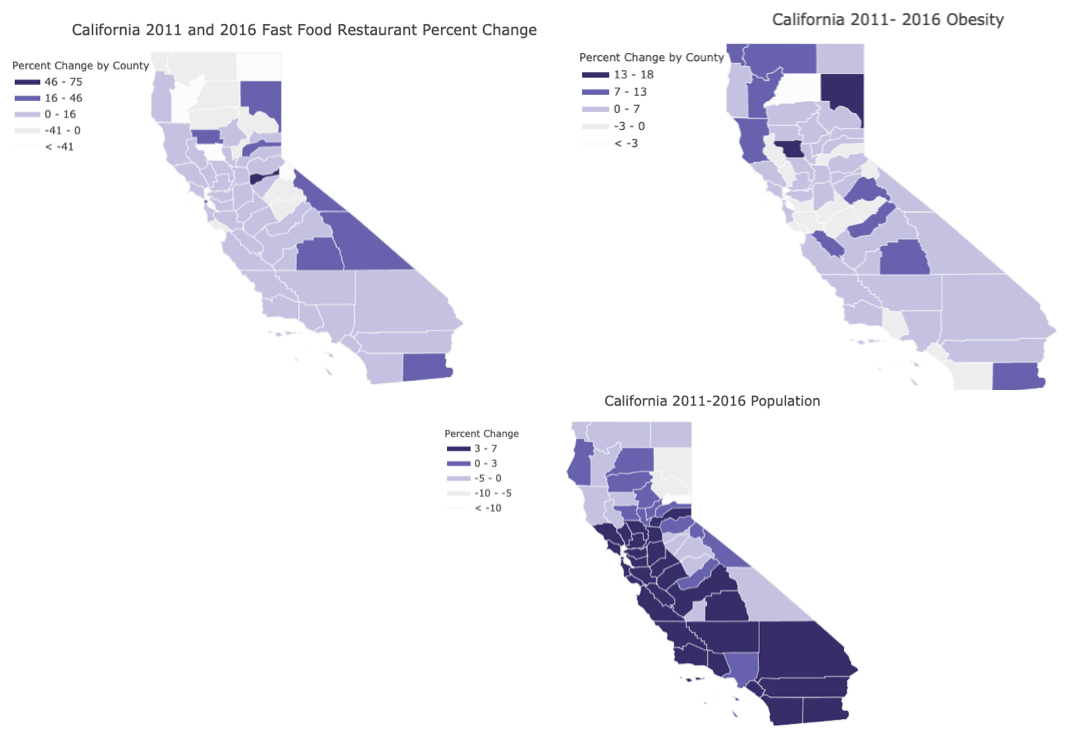 California 2011 and 2016 Fast Food Restaurant Percent Change
Percent Change by County
46 - 75
16 - 46
0 - 16
-41 - 0
< -41
California 2011- 2016 Obesity
Percent Change by County
13 - 18
7 - 13
0 - 7
-3 - 0
< -3
California 2011-2016 Population
Percent Change
3 - 7
0 - 3
-5 - 0
-10 - -5
< -10